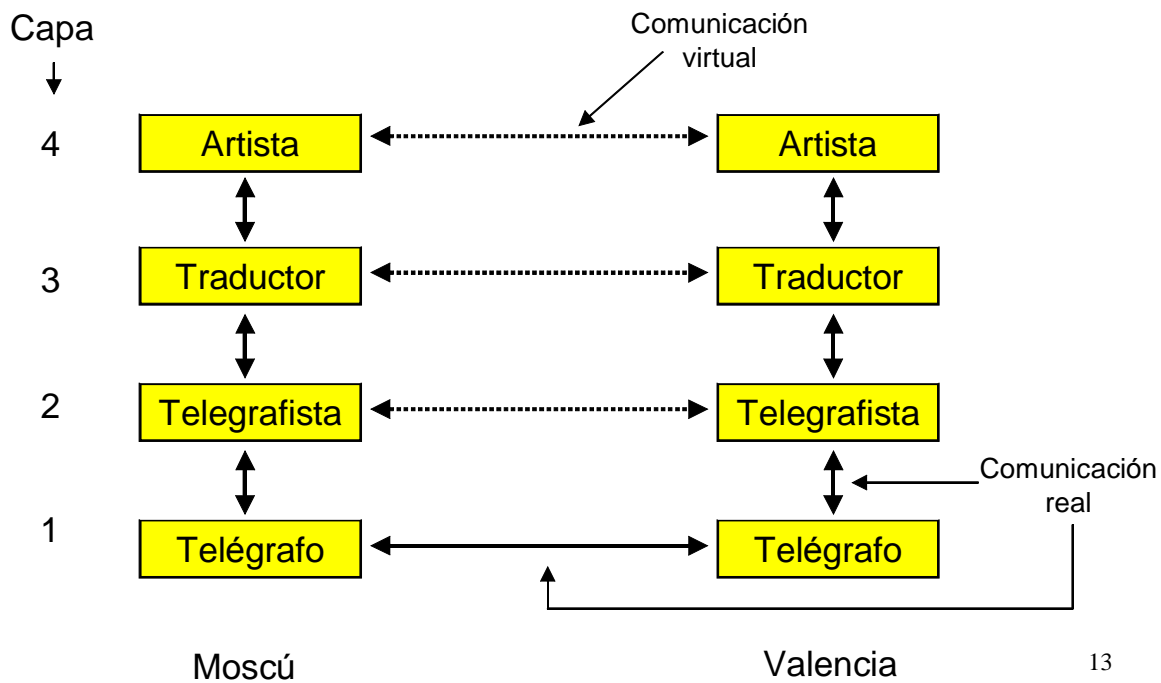 Capa
Comunicación
virtual
4
Artista
Artista
3
Traductor
Traductor
2
Telegrafista
Telegrafista
Comunicación
real
1
Telégrafo
Telégrafo
Moscú
Valencia
13